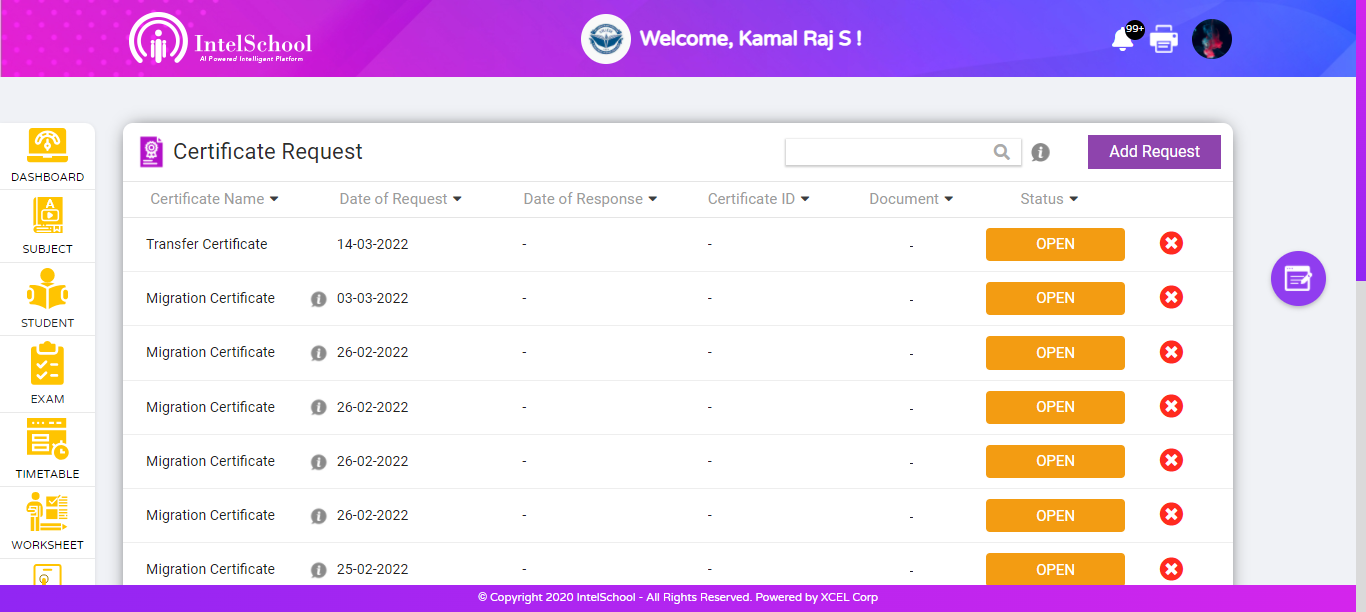 IntelSchool
AI Powered Intelligent Platform
Welcome, Kamal Raj S !
99+
DASHBOARD
SUBJECT
STUDENT
EXAM
TIMETABLE
WORKSHEET
Certificate Request
Add Request
Certificate Name Date of Request Date of Response Certificate ID Document Status
Transfer Certificate 14-03-2022 - - - OPEN
Migration Certificate 03-03-2022 - - - OPEN
Migration Certificate 26-02-2022 - - - OPEN
Migration Certificate 26-02-2022 - - - OPEN
Migration Certificate 26-02-2022 - - - OPEN
Migration Certificate 26-02-2022 - - - OPEN
Migration Certificate 25-02-2022 - - - OPEN
© Copyright 2020 IntelSchool - All Rights Reserved. Powered by XCEL Corp